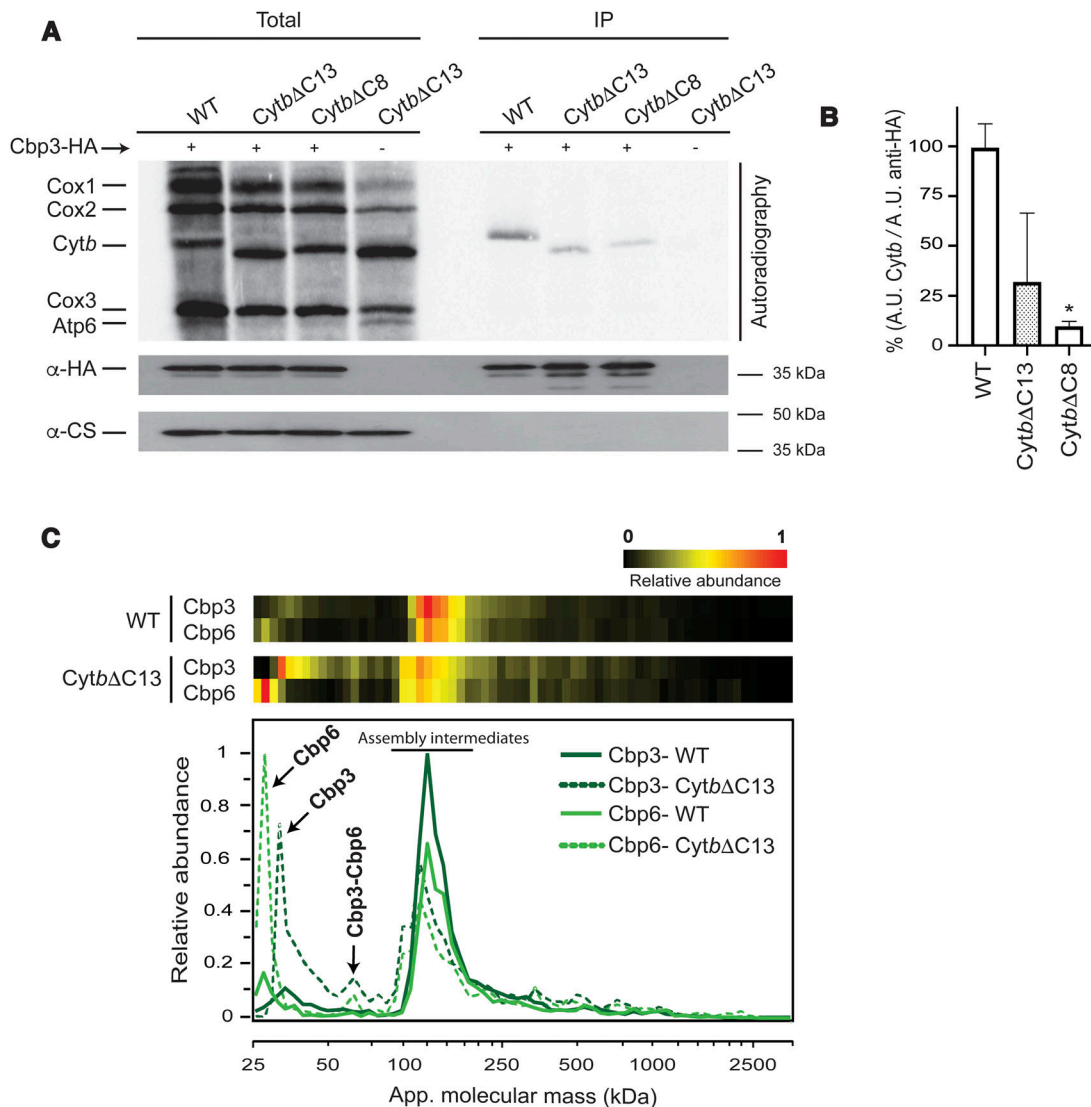 A
Total
IP
WT
CytbΔC13
CytbΔC8
CytbΔC13
WT
CytbΔC13
CytbΔC8
CytbΔC13
Cbp3-HA
+ + + - + + + -
Cox1
Cox2
Cytb
Cox3
Atp6
Autoradiography
α-HA
35 kDa
50 kDa
α-CS
35 kDa
B
% (A.U. Cytb / A .U. anti-HA)
100
75
50
25
0
*
WT
CytbΔC13
CytbΔC8
C
0 1
Relative abundance
WT
Cbp3
Cbp6
CytbΔC13
Cbp3
Cbp6
Relative abundance
1
0.8
0.6
0.4
0.2
0
Cbp6
Cbp3
Cbp3-Cbp6
Assembly intermediates
Cbp3- WT
Cbp3- CytbΔC13
Cbp6- WT
Cbp6- CytbΔC13
25 50 100 250 500 1000 2500
App. molecular mass (kDa)